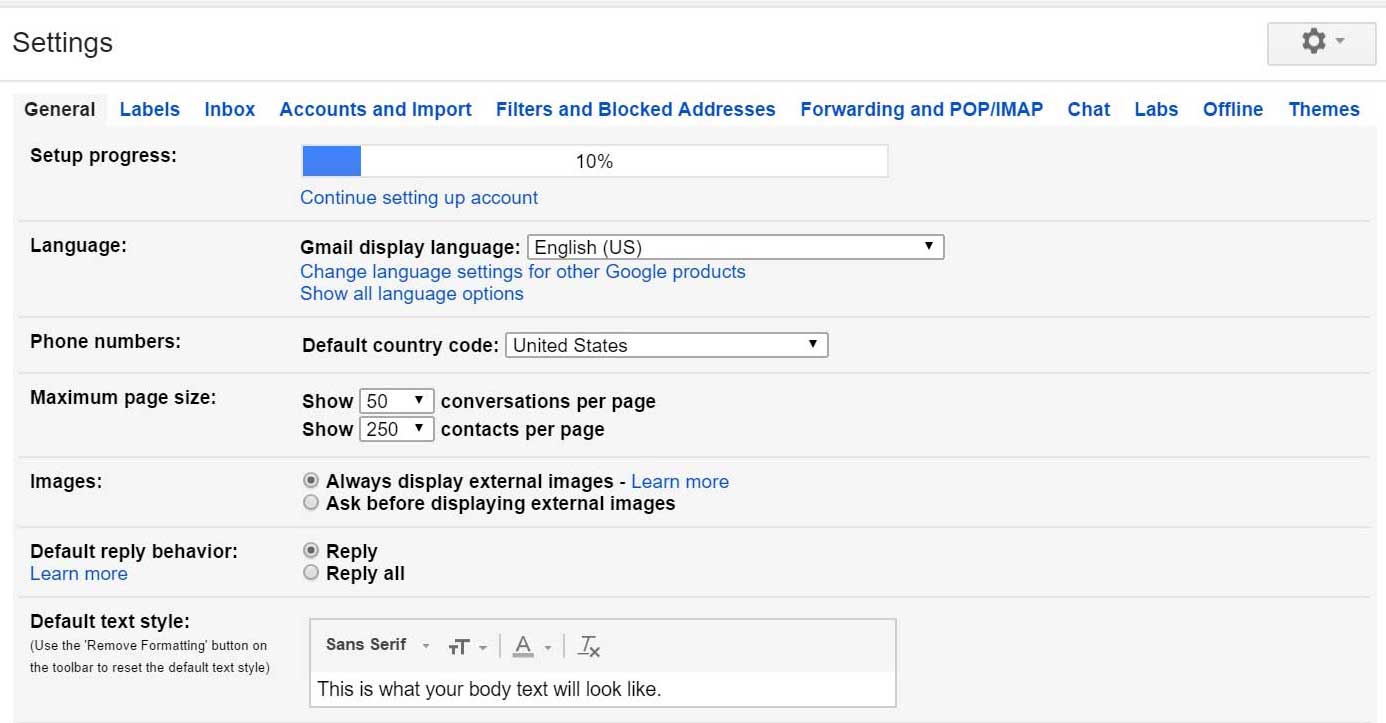 Settings
General Labels Inbox Accounts and Import Filters and Blocked Addresses Forwarding and POP/IMAP Chat Labs Offline Themes
Setup progress: 10%
Continue setting up account
Language: Gmail display language: English (US)
Change language settings for other Google products
Show all language options
Phone numbers: Default country code: United States
Maximum page size: Show 50 conversations per page
Show 250 contacts per page
Images: Always display external images - Learn more
Ask before displaying external images
Default reply behavior: Reply
Learn more Reply all
Default text style:
(Use the 'Remove Formatting' button on
the toolbar to reset the default text style)
Sans Serif
This is what your body text will look like.